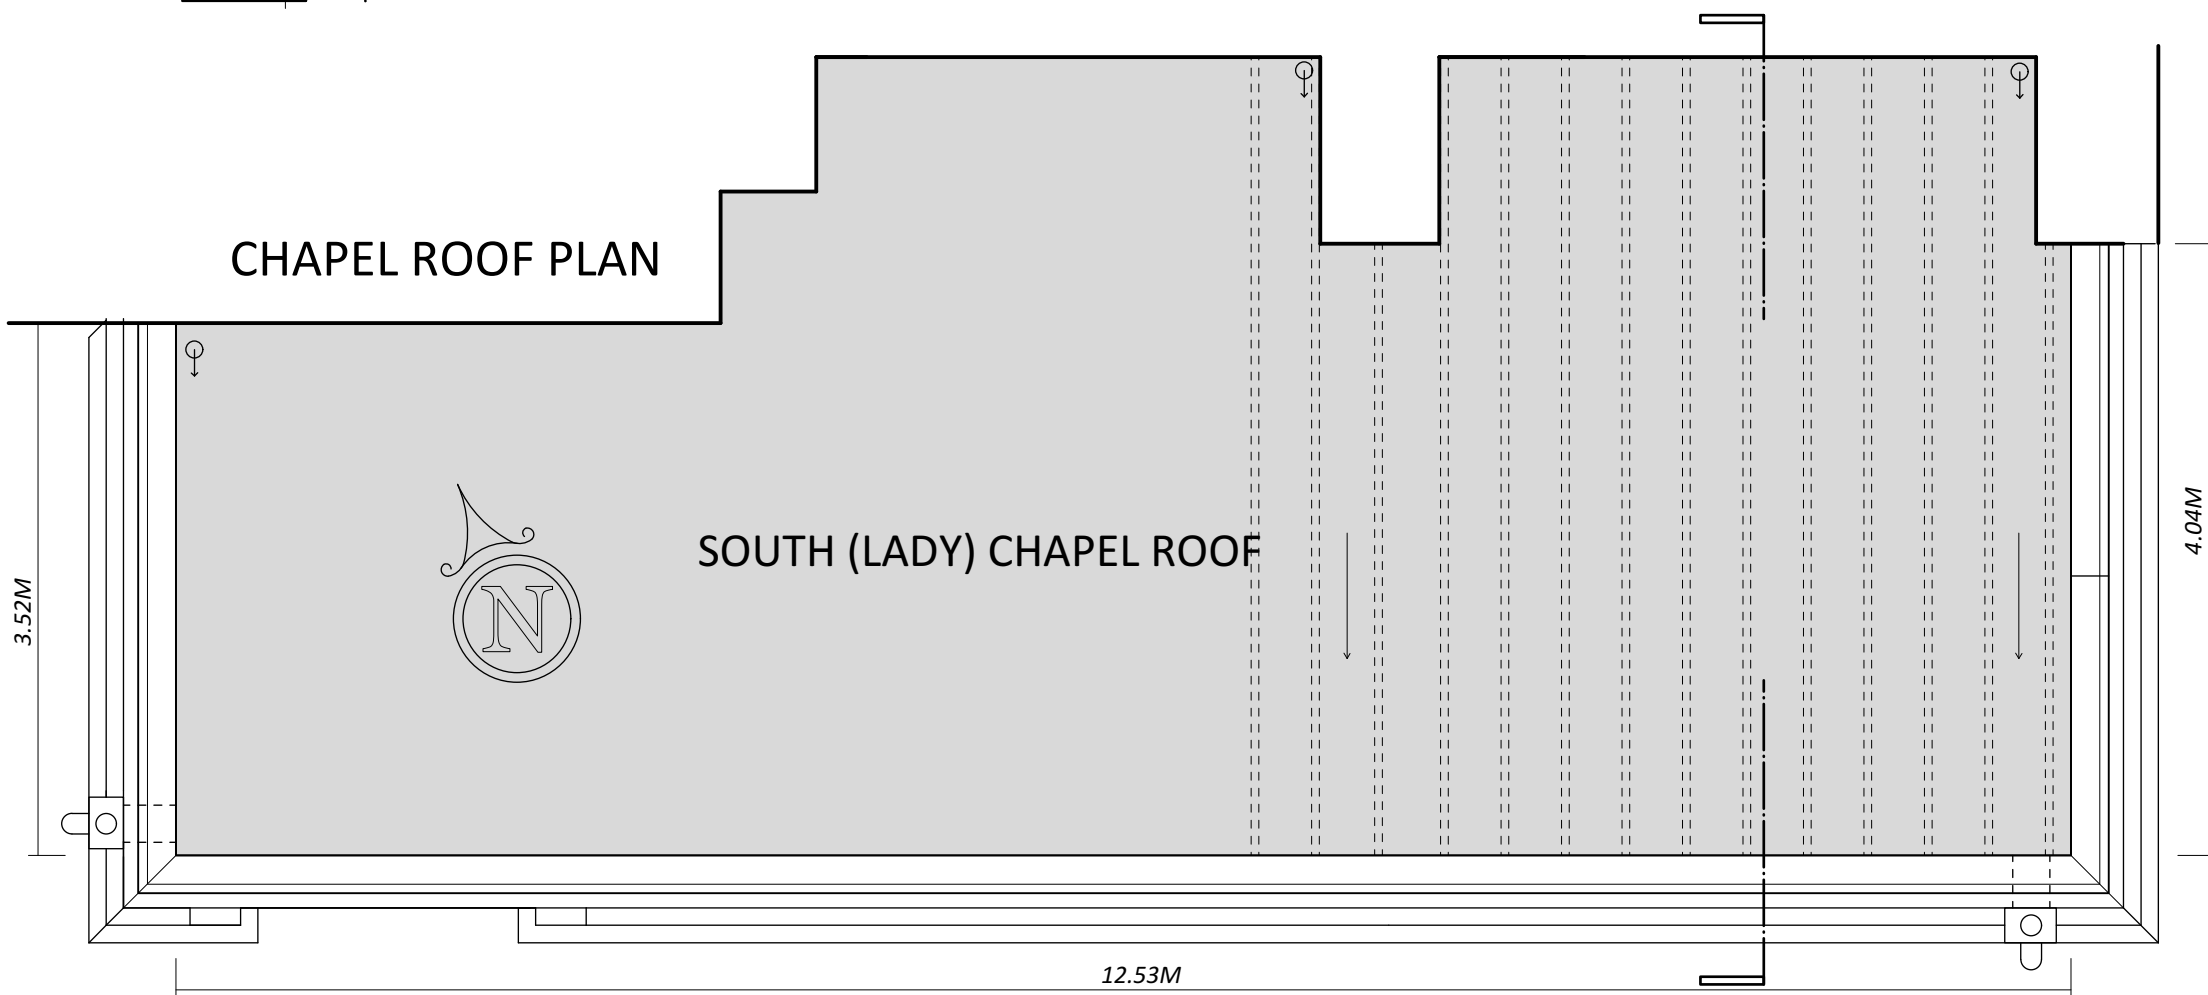 CHAPEL ROOF PLAN
SOUTH (LADY) CHAPEL ROOF
N
3.52M
4.04M
12.53M